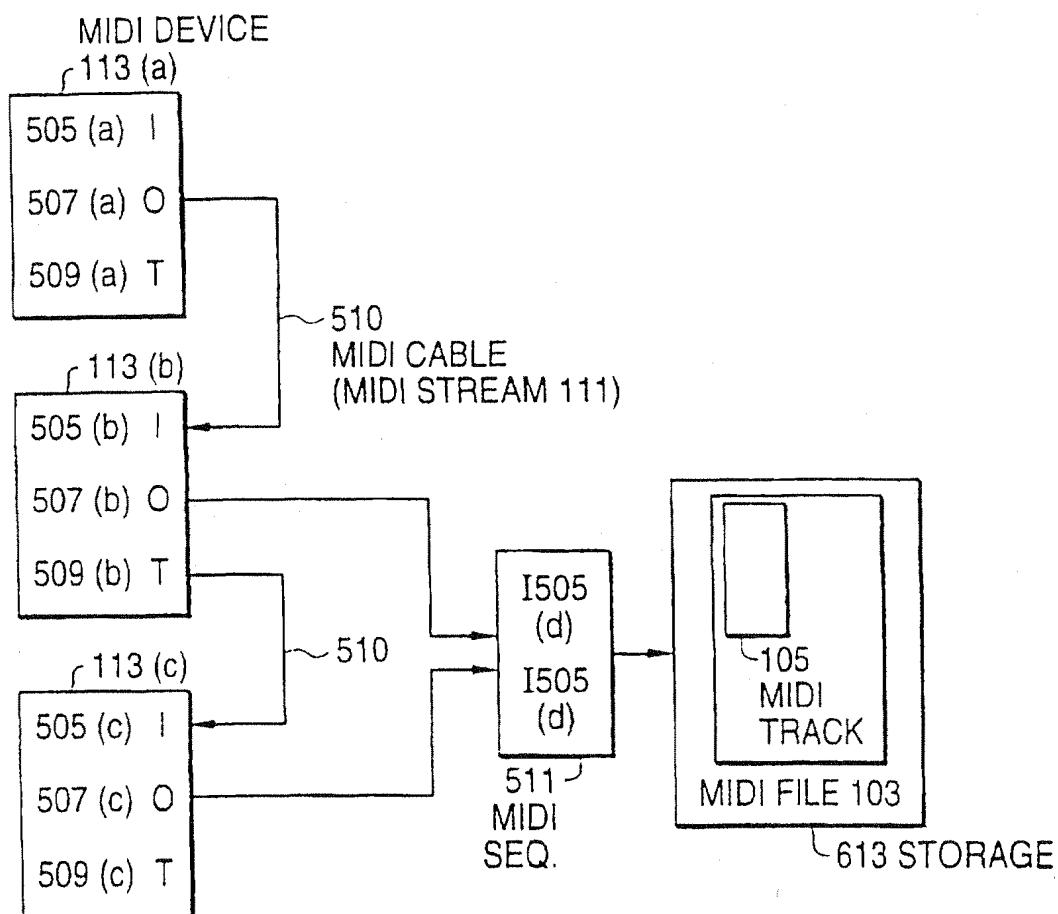 MIDI DEVICE
113 (a)
505 (a) I
507 (a) O
509 (a) T
510
MIDI CABLE
(MIDI STREAM 111)
113 (b)
505 (b) I
507 (b) O
509 (b) T
510
113 (c)
505 (c) I
507 (c) O
509 (c) T
I505
(d)
I505
(d)
511
MIDI
SEQ.
105
MIDI
TRACK
MIDI FILE 103
613 STORAGE